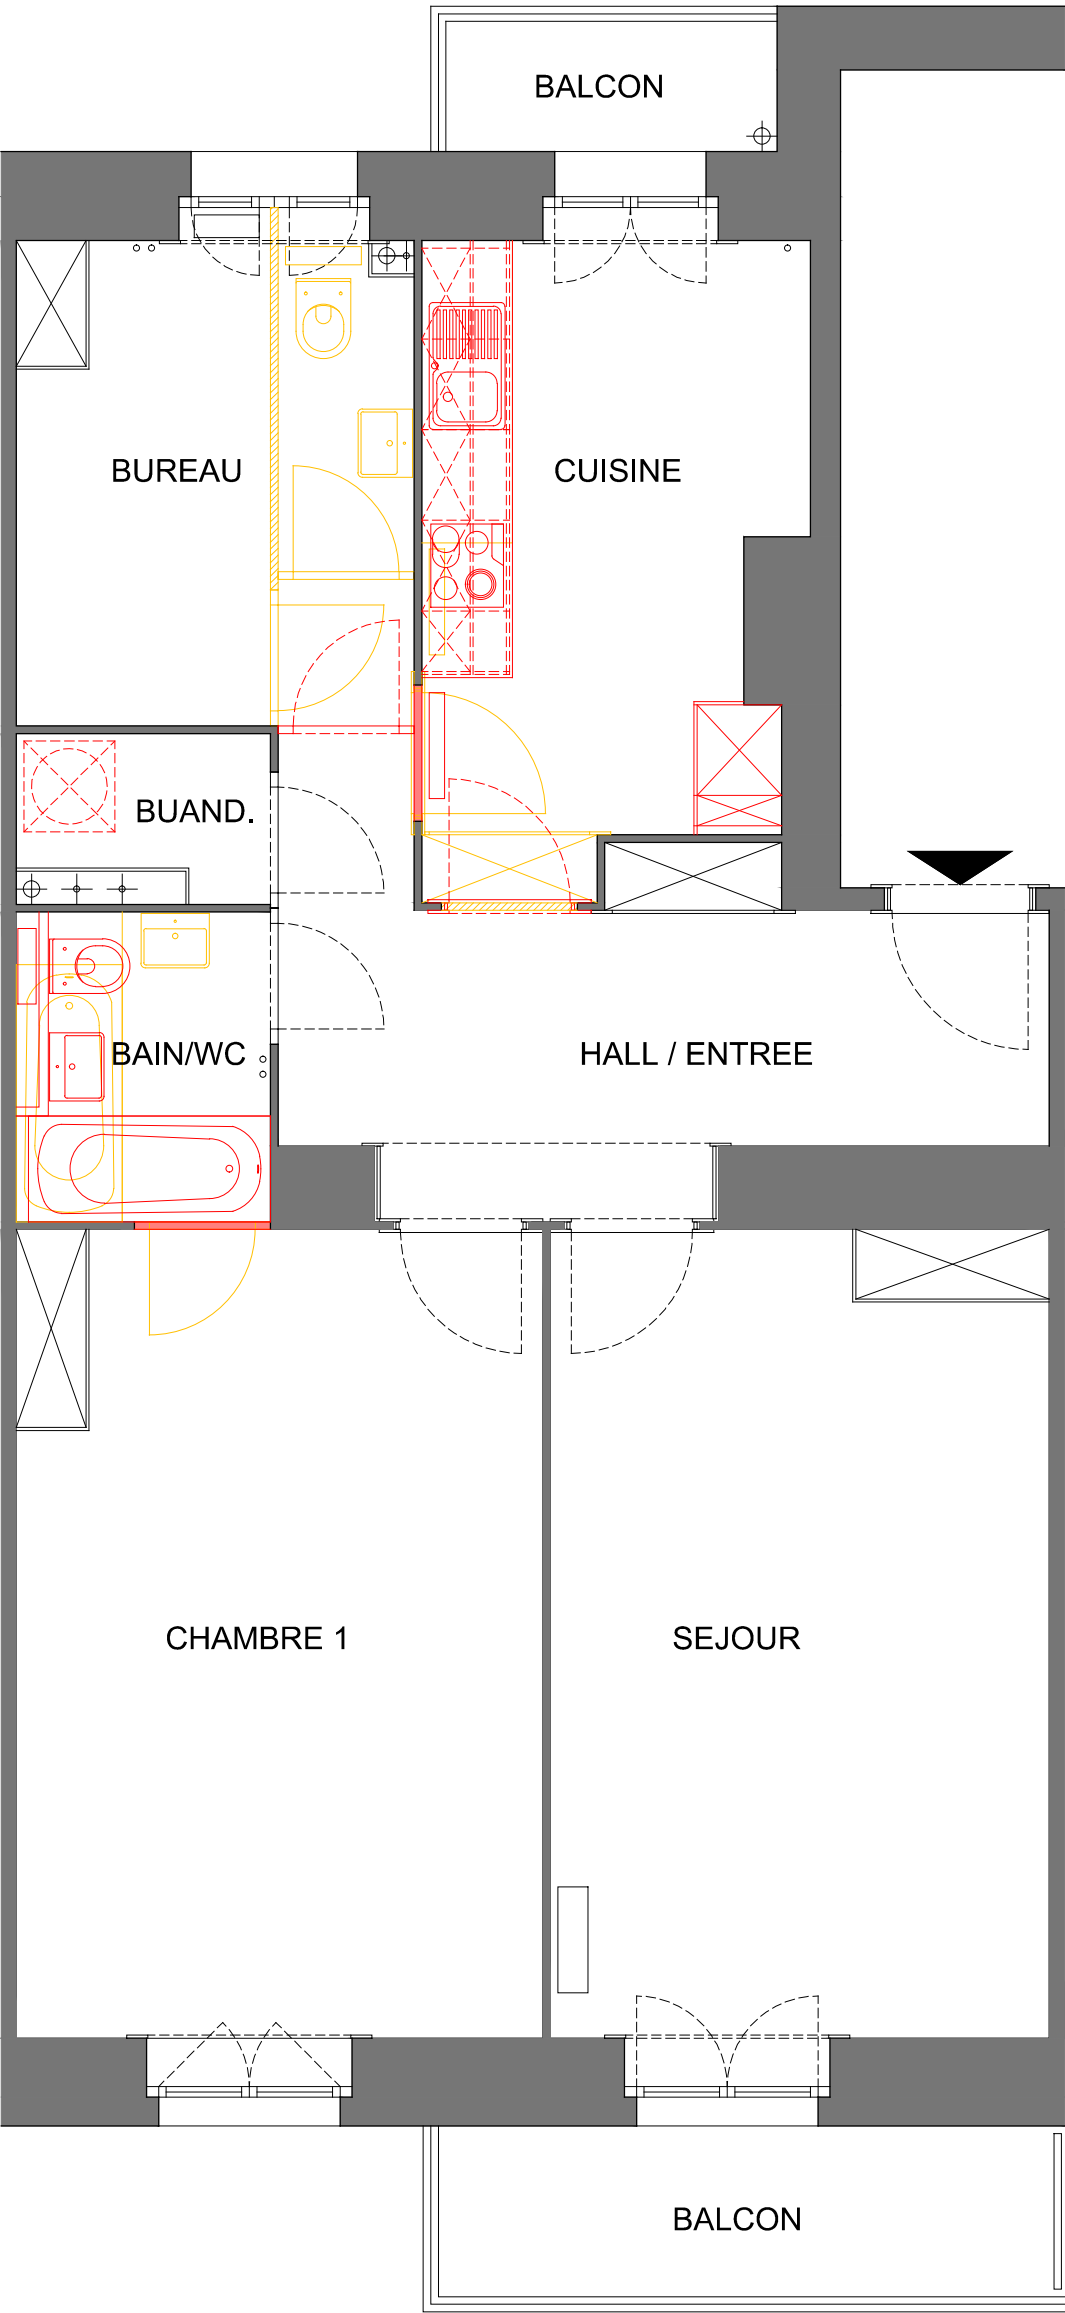 BALCON
BUREAU
CUISINE
BUAND.
BAIN/WC
HALL / ENTREE
CHAMBRE 1
SEJOUR
BALCON